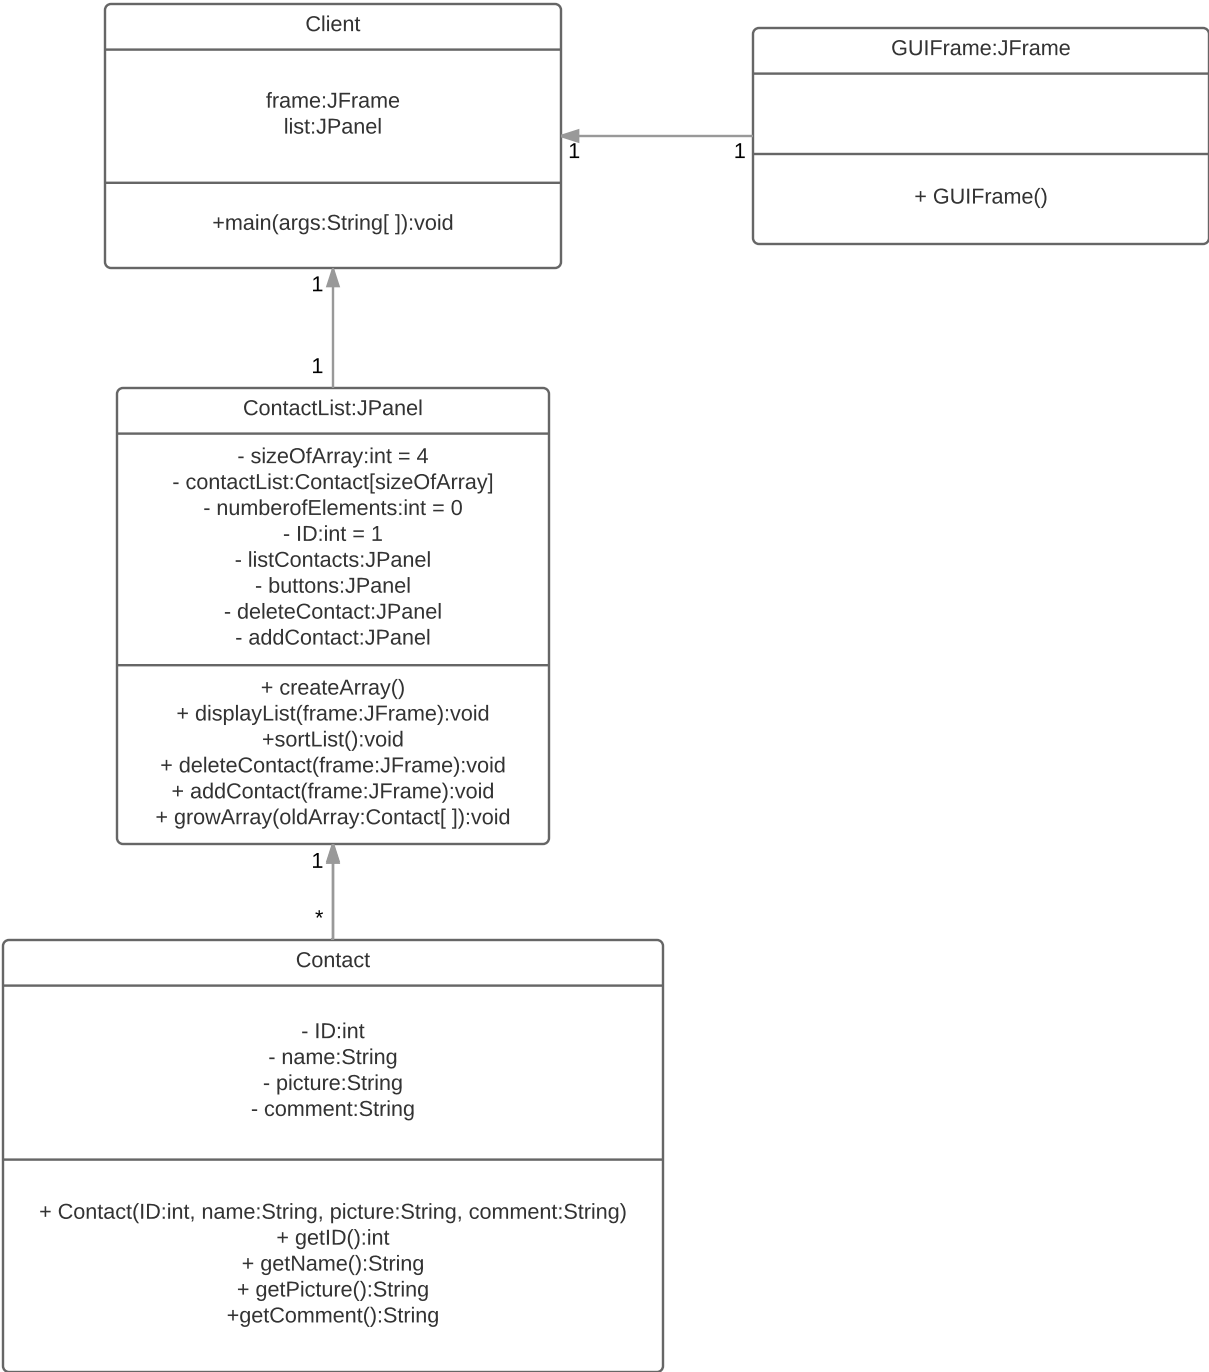 Client
frame:JFrame
list:JPanel
+main(args:String[ ]):void
GUIFrame:JFrame
+ GUIFrame()
1
1
1
1
ContactList:JPanel
- sizeOfArray:int = 4
- contactList:Contact[sizeOfArray]
- numberofElements:int = 0
- ID:int = 1
- listContacts:JPanel
- buttons:JPanel
- deleteContact:JPanel
- addContact:JPanel
+ createArray()
+ displayList(frame:JFrame):void
+sortList():void
+ deleteContact(frame:JFrame):void
+ addContact(frame:JFrame):void
+ growArray(oldArray:Contact[ ]):void
1
*
Contact
- ID:int
- name:String
- picture:String
- comment:String
+ Contact(ID:int, name:String, picture:String, comment:String)
+ getID():int
+ getName():String
+ getPicture():String
+getComment():String